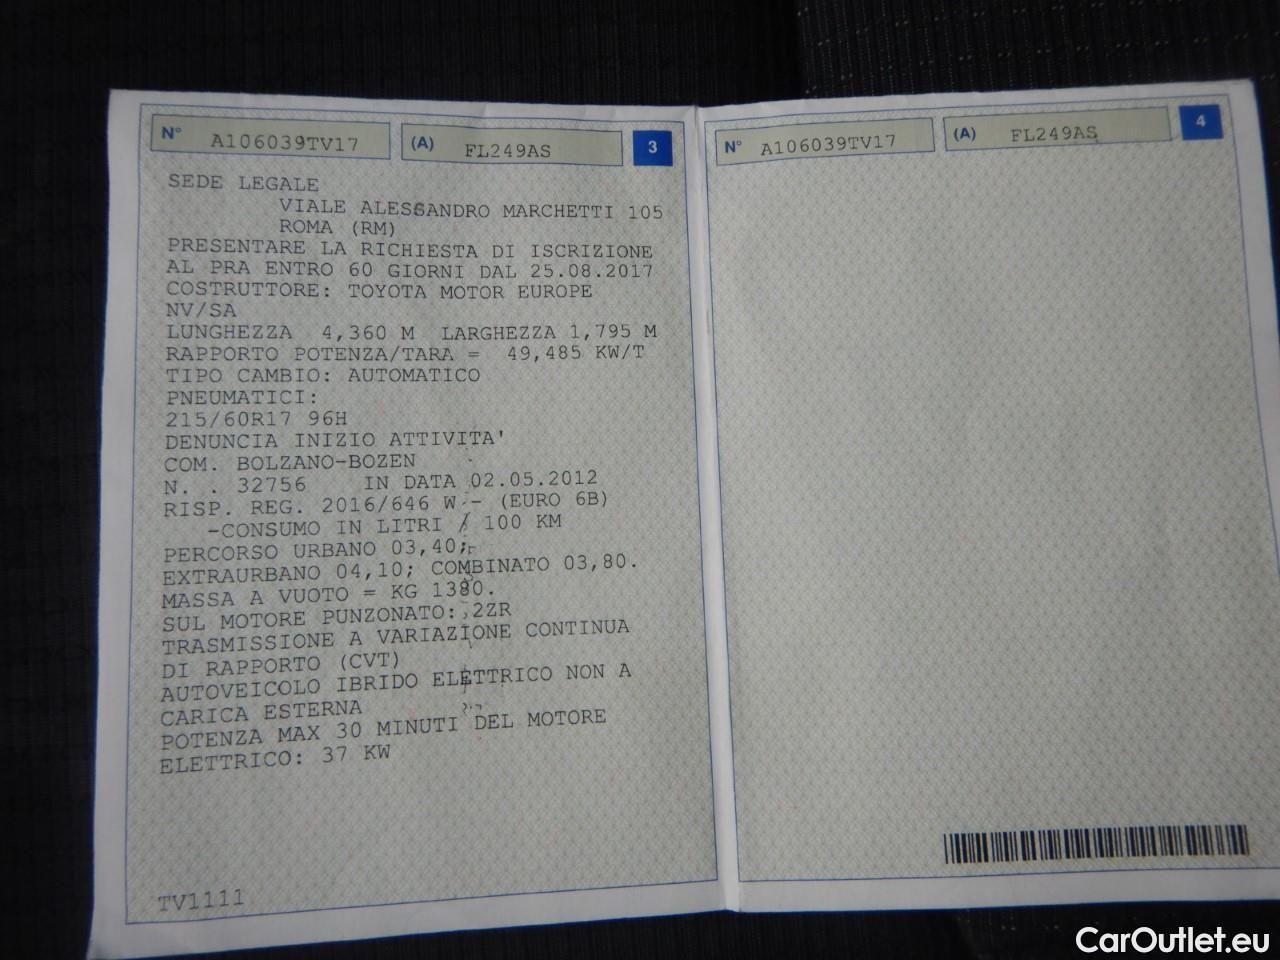 N° A106039TV17 (A) FL249AS 3
SEDE LEGALE
VIALE ALESSANDRO MARCHETTI 105
ROMA (RM)
PRESENTARE LA RICHIESTA DI ISCRIZIONE
AL PRA ENTRO 60 GIORNI DAL 25.08.2017
COSTRUTTORE: TOYOTA MOTOR EUROPE
NV/SA
LUNGHEZZA 4,360 M LARGHEZZA 1,795 M
RAPPORTO POTENZA/TARA = 49,485 KW/T
TIPO CAMBIO: AUTOMATICO
PNEUMATICI:
215/60R17 96H
DENUNCIA INIZIO ATTIVITA'
COM. BOLZANO-BOZEN
N. . 32756 IN DATA 02.05.2012
RISP. REG. 2016/646 W - (EURO 6B)
-CONSUMO IN LITRI / 100 KM
PERCORSO URBANO 03,40;
EXTRAURBANO 04,10; COMBINATO 03,80.
MASSA A VUOTO = KG 1380.
SUL MOTORE PUNZONATO: 2ZR
TRASMISSIONE A VARIAZIONE CONTINUA
DI RAPPORTO (CVT)
AUTOVEICOLO IBRIDO ELETTRICO NON A
CARICA ESTERNA
POTENZA MAX 30 MINUTI DEL MOTORE
ELETTRICO: 37 KW
TV1111
N° A106039TV17 (A) FL249AS 4
CarOutlet.eu